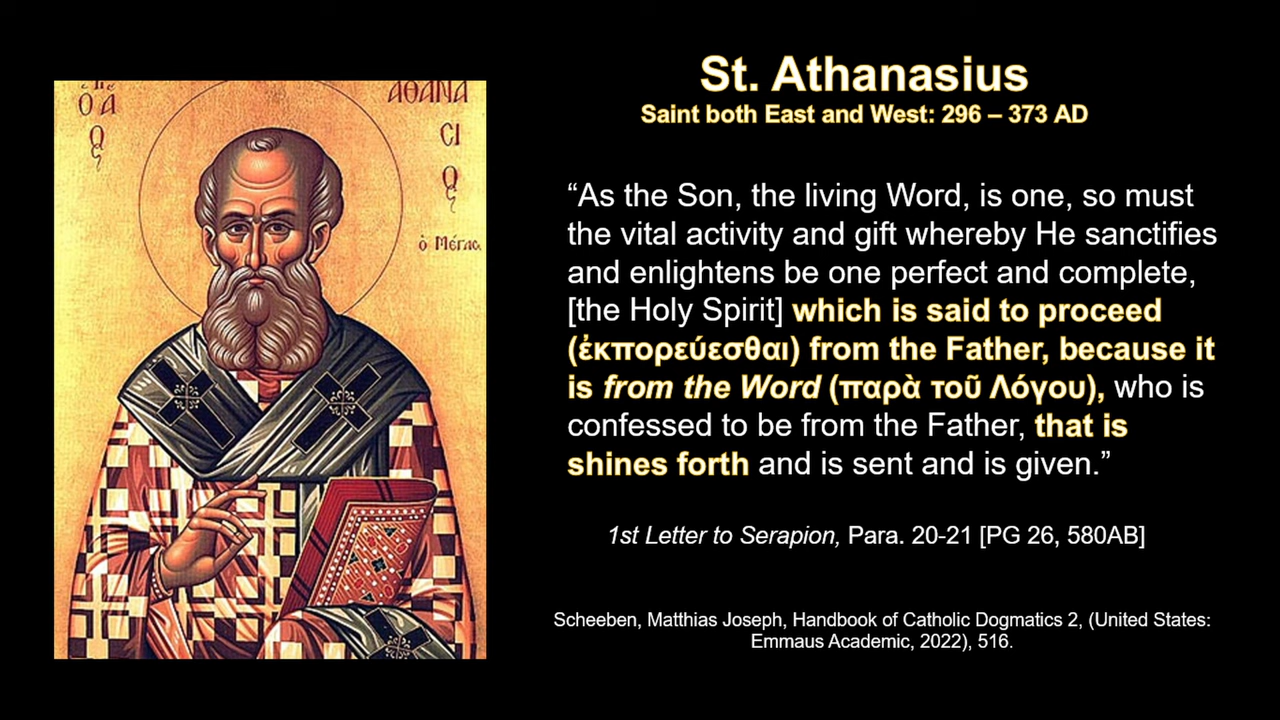 St. Athanasius
Saint both East and West: 296 – 373 AD
“As the Son, the living Word, is one, so must
the vital activity and gift whereby He sanctifies
and enlightens be one perfect and complete,
[the Holy Spirit] which is said to proceed
(ἐκπορεύεσθαι) from the Father, because it
is from the Word (παρὰ τοῦ Λόγου), who is
confessed to be from the Father, that is
shines forth and is sent and is given.”
1st Letter to Serapion, Para. 20-21 [PG 26, 580AB]
Scheeben, Matthias Joseph, Handbook of Catholic Dogmatics 2, (United States:
Emmaus Academic, 2022), 516.
ΑΘΑΝΑ
CΙ
Ο
ς
ὁ Μέγας